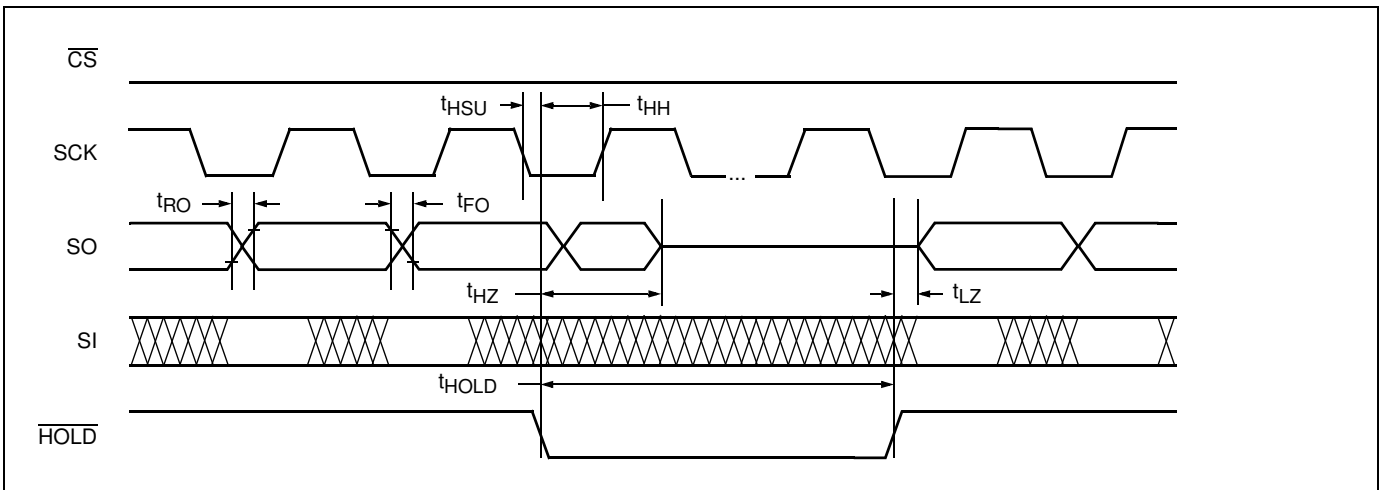 CS
tHSU tHH
SCK
...
tRO tFO
SO
tHZ tLZ
SI
tHOLD
HOLD